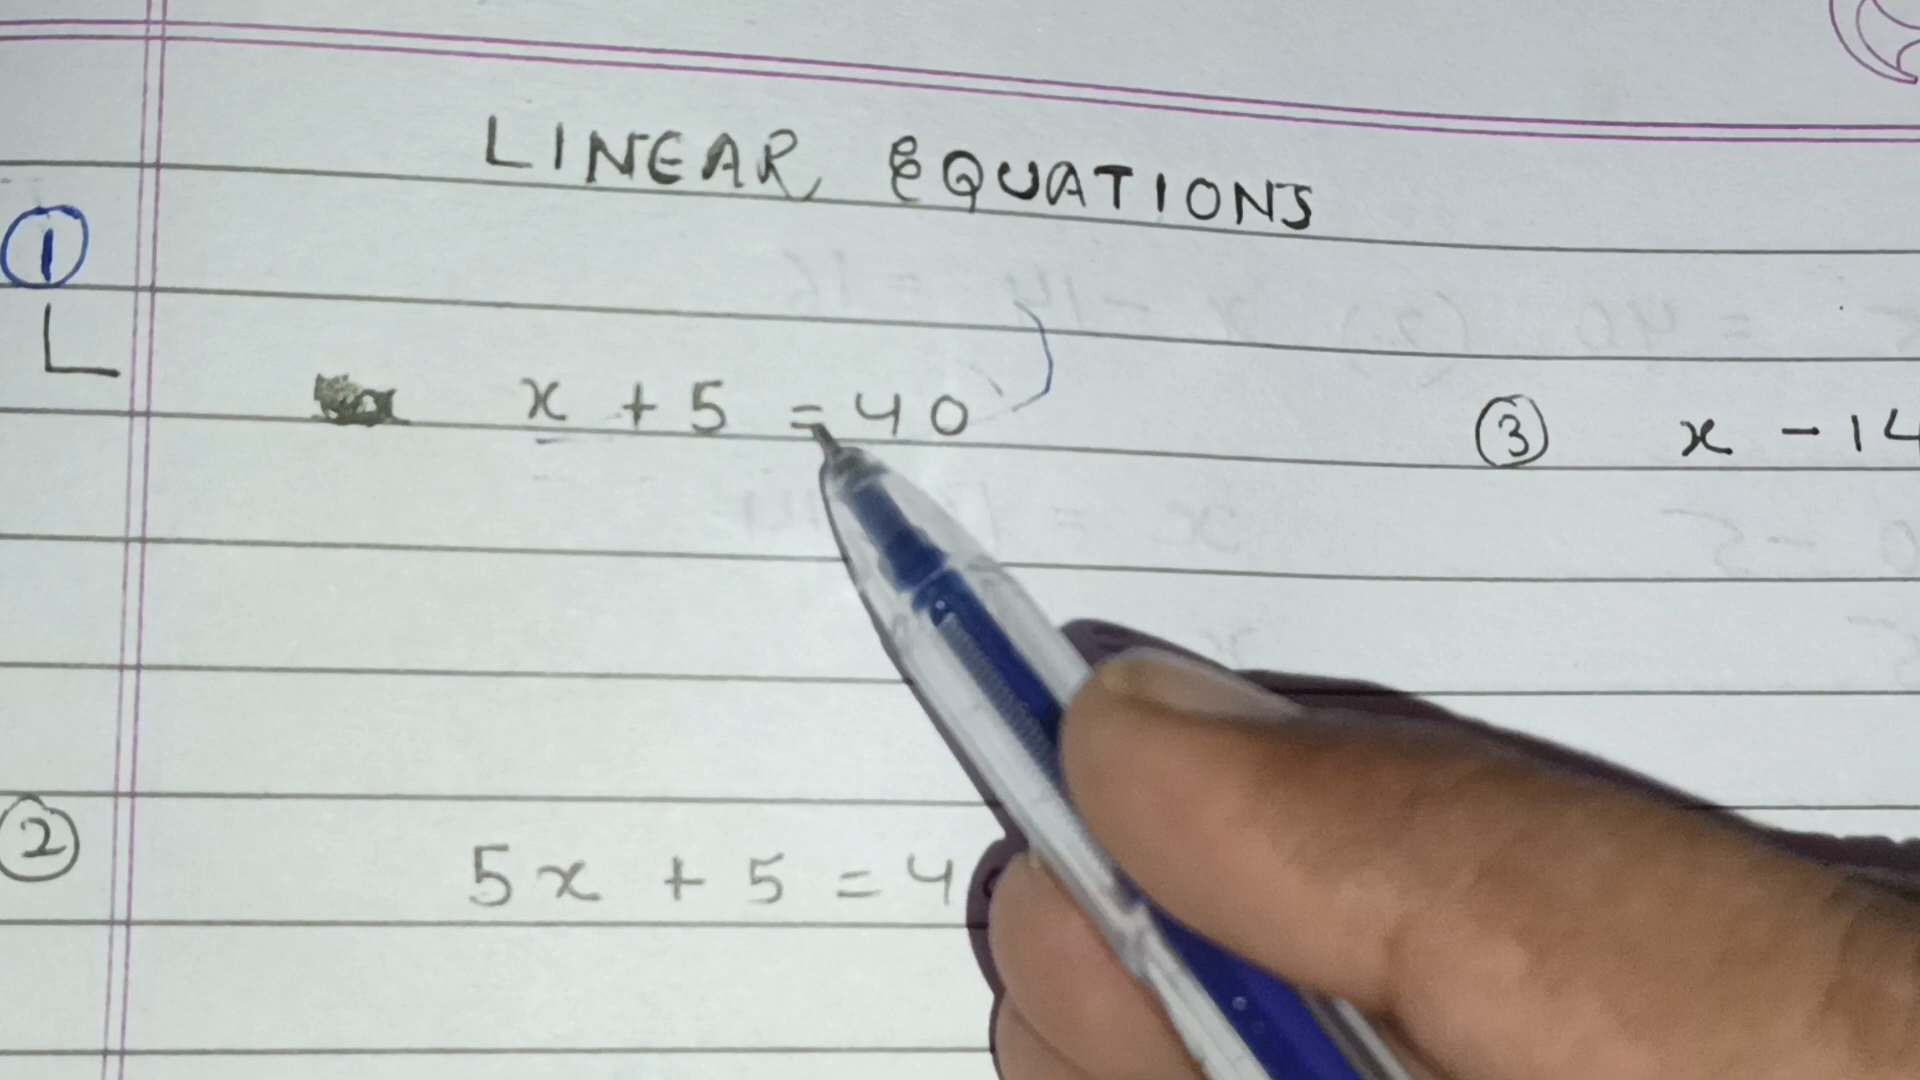 LINEAR EQUATIONS
①
L
x + 5 = 40
③ x - 14
② 5x + 5 = 4